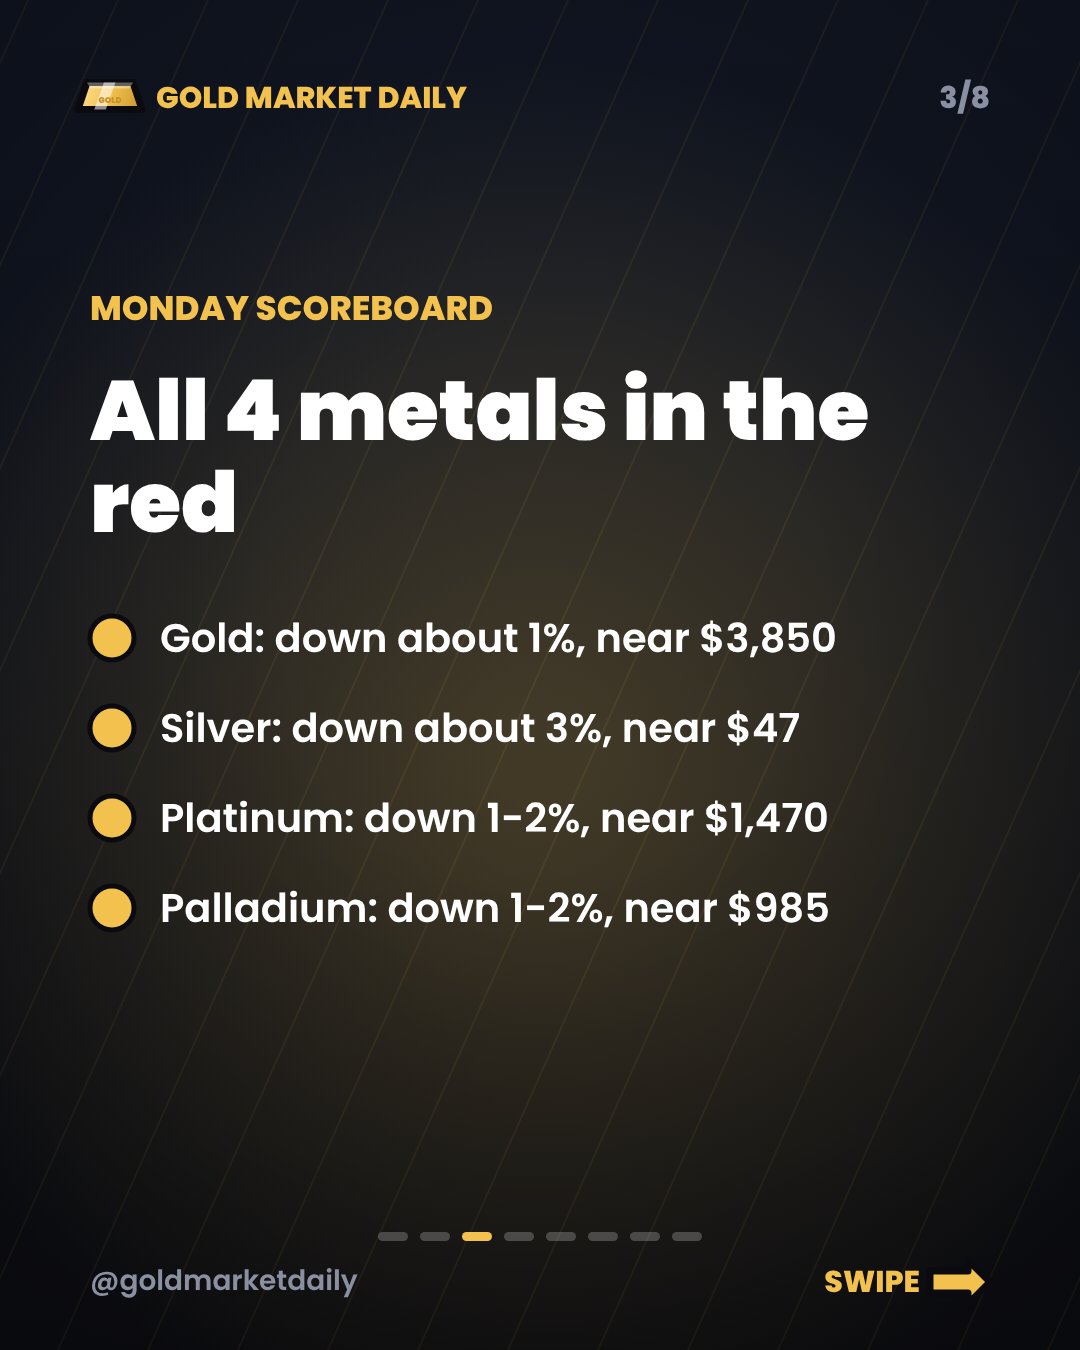 GOLD
GOLD MARKET DAILY
3/8
MONDAY SCOREBOARD
All 4 metals in the
red
Gold: down about 1%, near $3,850
Silver: down about 3%, near $47
Platinum: down 1-2%, near $1,470
Palladium: down 1-2%, near $985
@goldmarketdaily
SWIPE